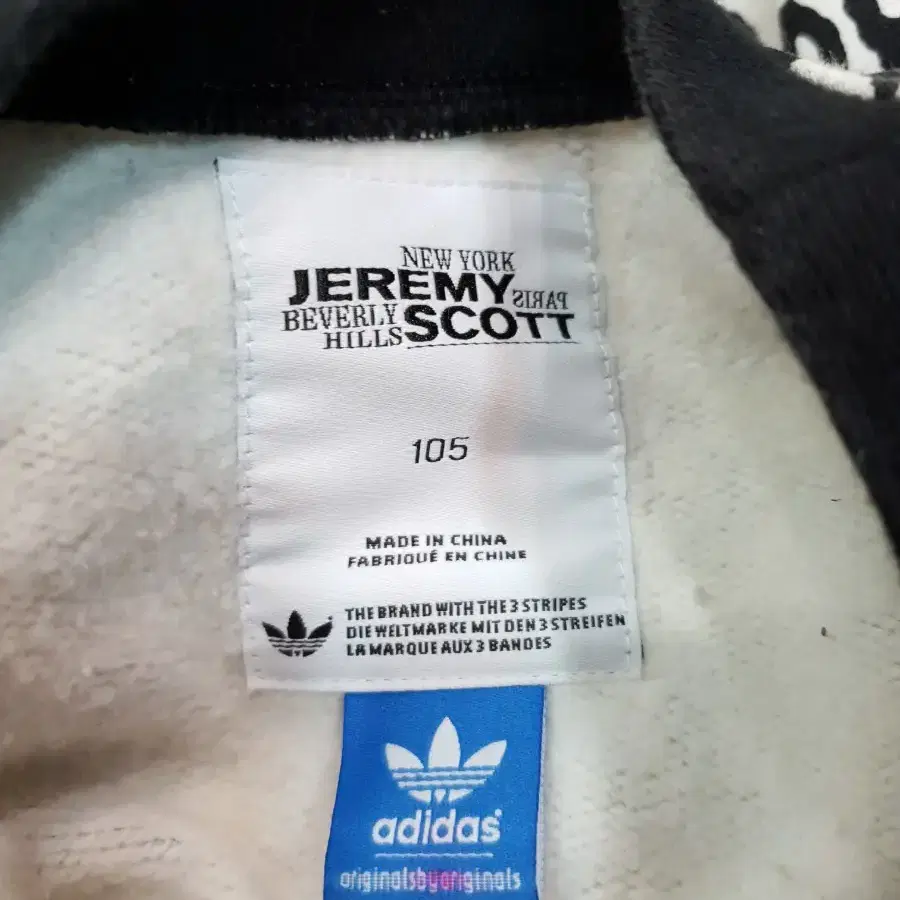 NEW YORK
JEREMY PARIS
BEVERLY SCOTT
HILLS
105
MADE IN CHINA
FABRIQUÉ EN CHINE
THE BRAND WITH THE 3 STRIPES
DIE WELTMARKE MIT DEN 3 STREIFEN
LA MARQUE AUX 3 BANDES
adidas
originalsbyoriginals